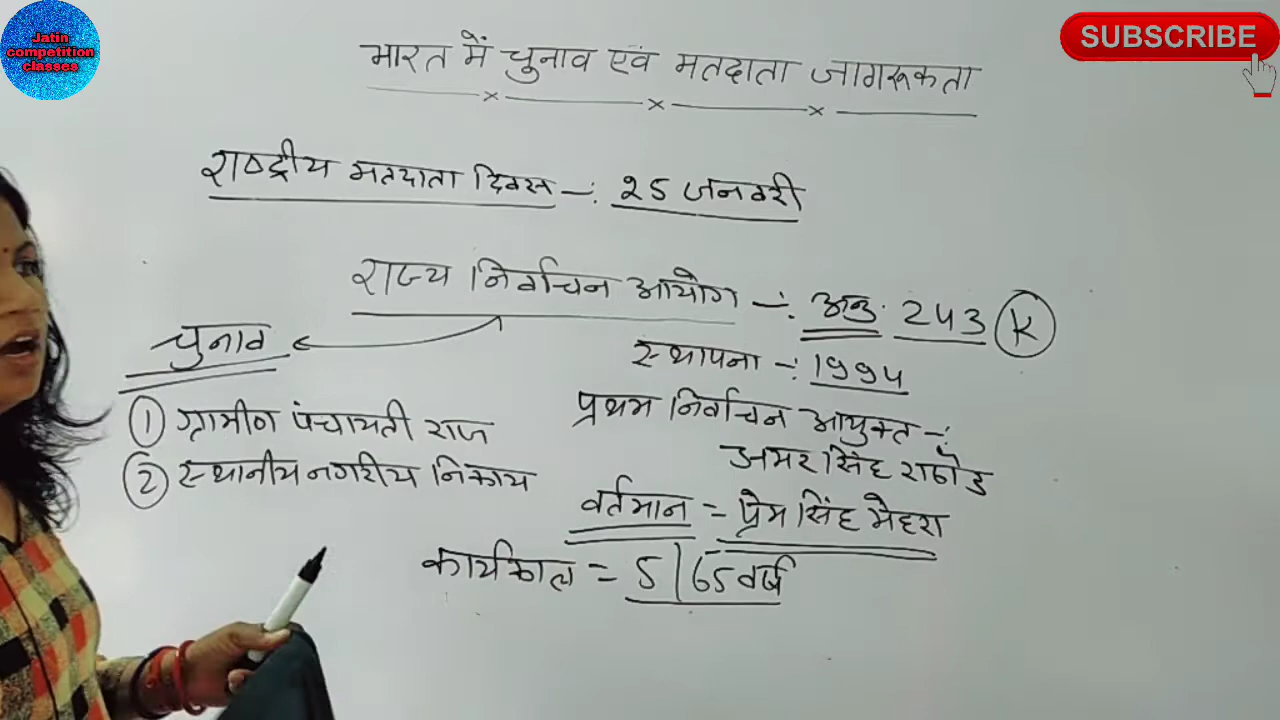 Jatin
competition
classes
SUBSCRIBE
भारत में चुनाव एवं मतदाता जागरूकता
राष्ट्रीय मतदाता दिवस -: 25 जनवरी
राज्य निर्वाचन आयोग -: अनु. 243 (K)
चुनाव
स्थापना -: 1994
① ग्रामीण पंचायती राज
प्रथम निर्वाचन आयुक्त -:
अमर सिंह राठौड
② स्थानीय नगरीय निकाय
वर्तमान = प्रेम सिंह मेहरा
कार्यकाल = 5 | 65 वर्ष